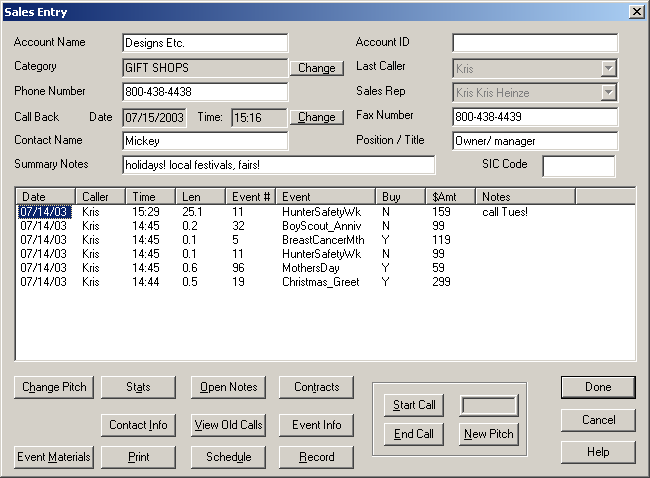 Sales Entry
Account Name Designs Etc. Account ID
Category GIFT SHOPS Change Last Caller Kris
Phone Number 800-438-4438 Sales Rep Kris Kris Heinze
Call Back Date 07/15/2003 Time: 15:16 Change Fax Number 800-438-4439
Contact Name Mickey Position / Title Owner/ manager
Summary Notes holidays! local festivals, fairs! SIC Code
Date Caller Time Len Event # Event Buy $Amt Notes
07/14/03 Kris 15:29 25.1 11 HunterSafetyWk N 159 call Tues!
07/14/03 Kris 14:45 0.2 32 BoyScout_Anniv N 99
07/14/03 Kris 14:45 0.1 5 BreastCancerMth Y 119
07/14/03 Kris 14:45 0.1 11 HunterSafetyWk N 99
07/14/03 Kris 14:45 0.6 96 MothersDay Y 59
07/14/03 Kris 14:44 0.5 19 Christmas_Greet Y 299
Change Pitch Stats Open Notes Contracts Done
Start Call
Contact Info View Old Calls Event Info Cancel
End Call New Pitch
Event Materials Print Schedule Record Help